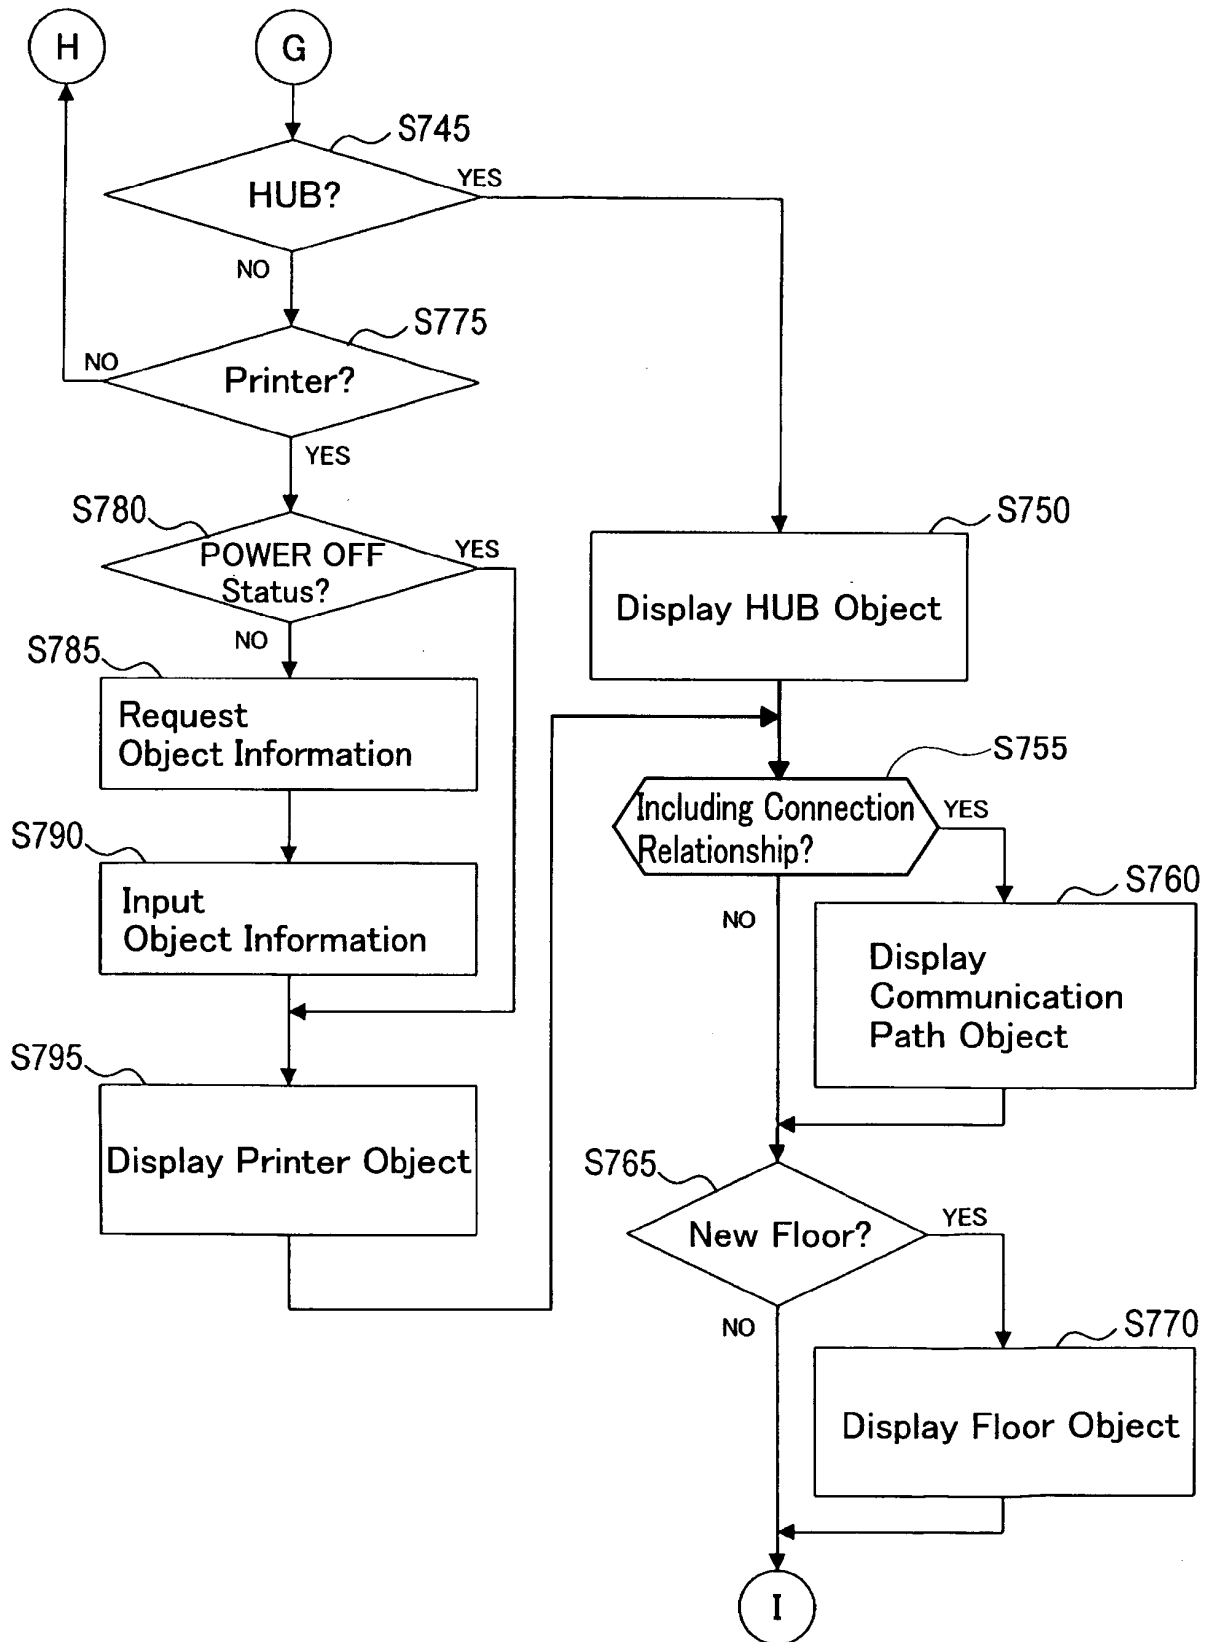 H
G
S745
HUB?
YES
NO
S775
Printer?
NO
YES
S780
POWER OFF
Status?
YES
NO
S750
Display HUB Object
S785
Request
Object Information
S755
Including Connection
Relationship?
YES
NO
S790
Input
Object Information
S760
Display
Communication
Path Object
S795
Display Printer Object
S765
New Floor?
YES
NO
S770
Display Floor Object
I